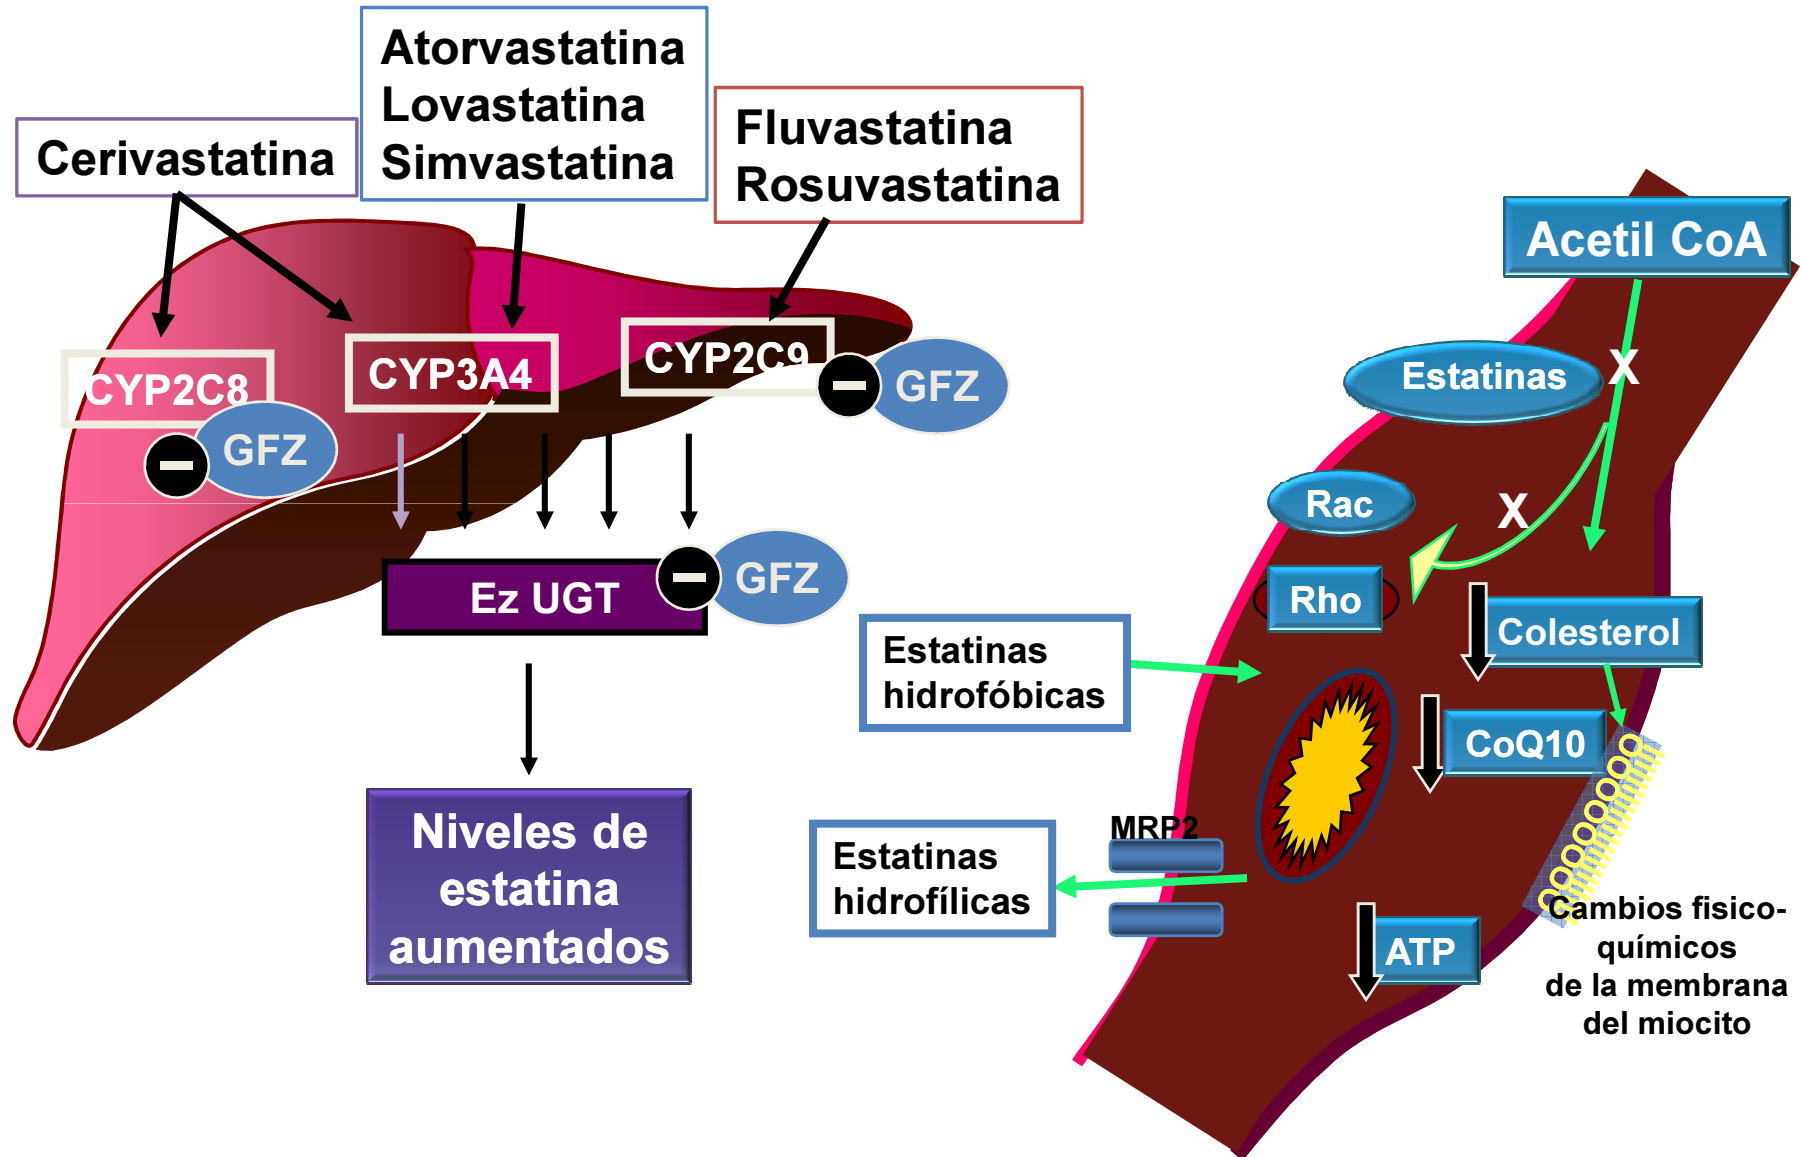 Atorvastatina
Lovastatina
Simvastatina
Cerivastatina
Fluvastatina
Rosuvastatina
CYP2C8
GFZ
CYP3A4
CYP2C9
GFZ
Ez UGT
GFZ
Niveles de
estatina
aumentados
Acetil CoA
Estatinas
X
Rac
X
Rho
Colesterol
Estatinas
hidrofóbicas
CoQ10
MRP2
Estatinas
hidrofílicas
ATP
Cambios fisico-
químicos
de la membrana
del miocito